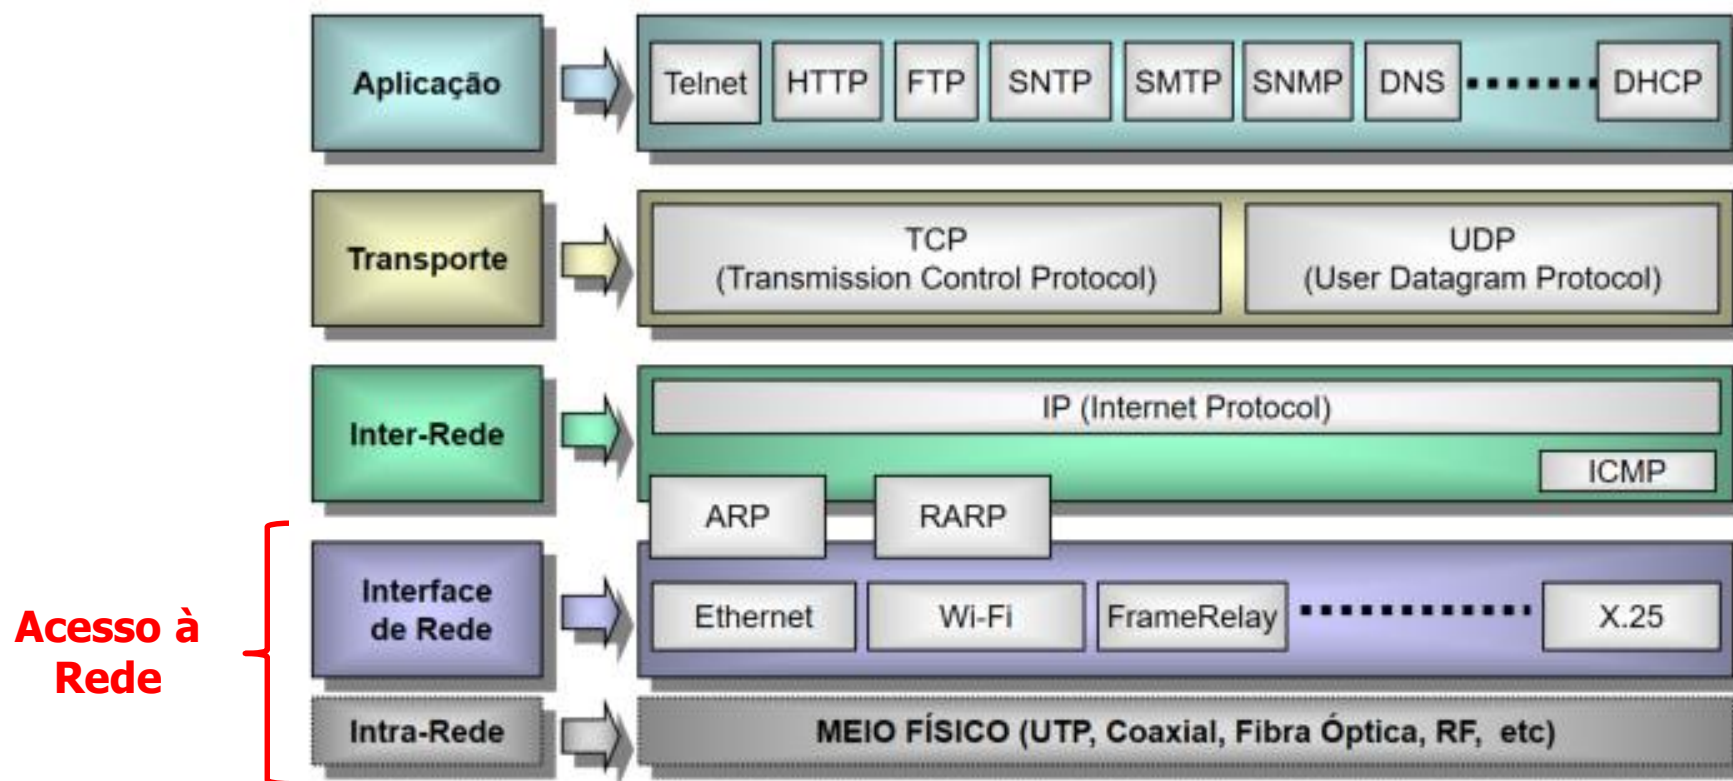 Aplicação
Telnet
HTTP
FTP
SNTP
SMTP
SNMP
DNS
DHCP
Transporte
TCP
(Transmission Control Protocol)
UDP
(User Datagram Protocol)
Inter-Rede
IP (Internet Protocol)
ICMP
ARP
RARP
Acesso à
Rede
Interface
de Rede
Ethernet
Wi-Fi
FrameRelay
X.25
Intra-Rede
MEIO FÍSICO (UTP, Coaxial, Fibra Óptica, RF, etc)